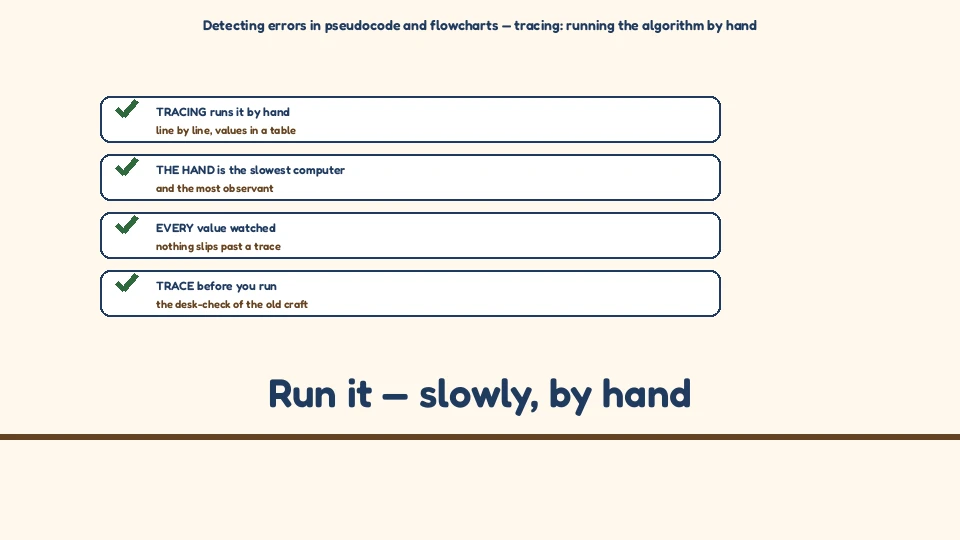 Detecting errors in pseudocode and flowcharts — tracing: running the algorithm by hand
TRACING runs it by hand
line by line, values in a table
THE HAND is the slowest computer
and the most observant
EVERY value watched
nothing slips past a trace
TRACE before you run
the desk-check of the old craft
Run it — slowly, by hand